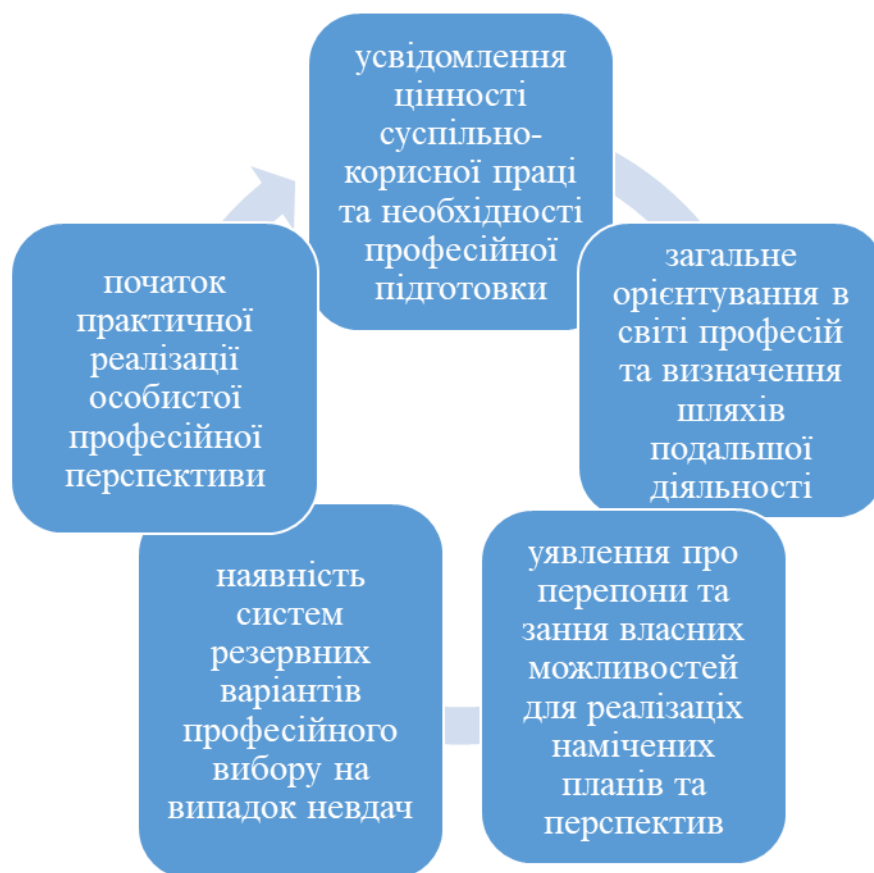 усвідомлення
цінності
суспільно-
корисної праці
та необхідності
професійної
підготовки
загальне
орієнтування в
світі професій
та визначення
шляхів
подальшої
діяльності
уявлення про
перепони та
зання власних
можливостей
для реалізаціх
намічених
планів та
перспектив
наявність
систем
резервних
варіантів
професійного
вибору на
випадок невдач
початок
практичної
реалізації
особистої
професійної
перспективи